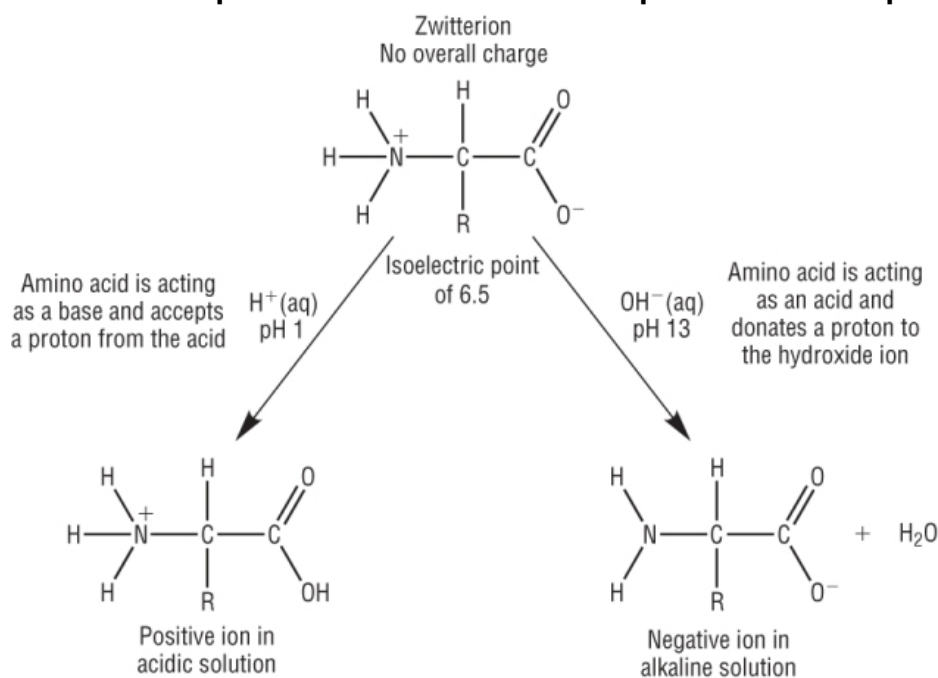 Zwitterion
No overall charge
H
H
O
H
N
+
C
C
H
R
O−
Isoelectric point
of 6.5
Amino acid is acting
as a base and accepts
a proton from the acid
H+(aq)
pH 1
OH−(aq)
pH 13
Amino acid is acting
as an acid and
donates a proton to
the hydroxide ion
H
H
O
H
N
+
C
C
H
R
OH
Positive ion in
acidic solution
H
H
O
N
C
C
+ H2O
H
R
O−
Negative ion in
alkaline solution